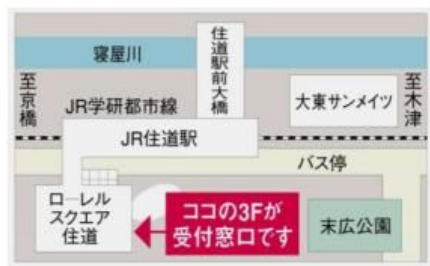 寝屋川
住道駅前大橋
至京橋
JR学研都市線
大東サンメイツ
至木津
JR住道駅
バス停
ローレル
スクエア
住道
ココの3Fが
受付窓口です
末広公園